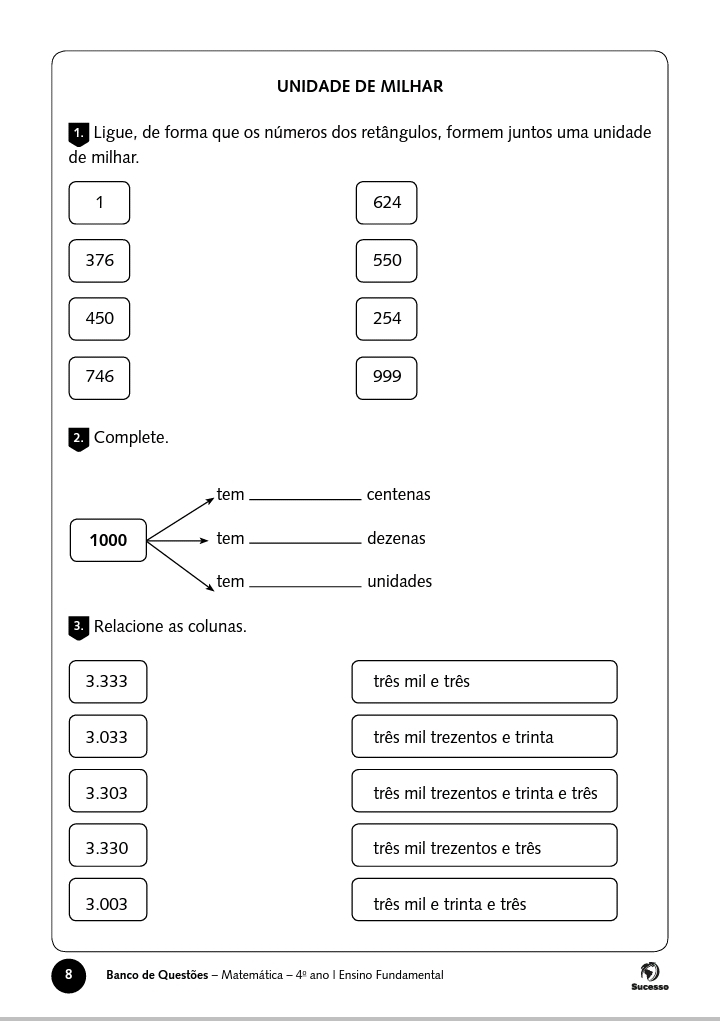 UNIDADE DE MILHAR
1. Ligue, de forma que os números dos retângulos, formem juntos uma unidade
de milhar.
1 624
376 550
450 254
746 999
2. Complete.
tem ____________ centenas
1000 tem ____________ dezenas
tem ____________ unidades
3. Relacione as colunas.
3.333 três mil e três
3.033 três mil trezentos e trinta
3.303 três mil trezentos e trinta e três
3.330 três mil trezentos e três
3.003 três mil e trinta e três
8 Banco de Questões – Matemática – 4º ano | Ensino Fundamental
Sucesso